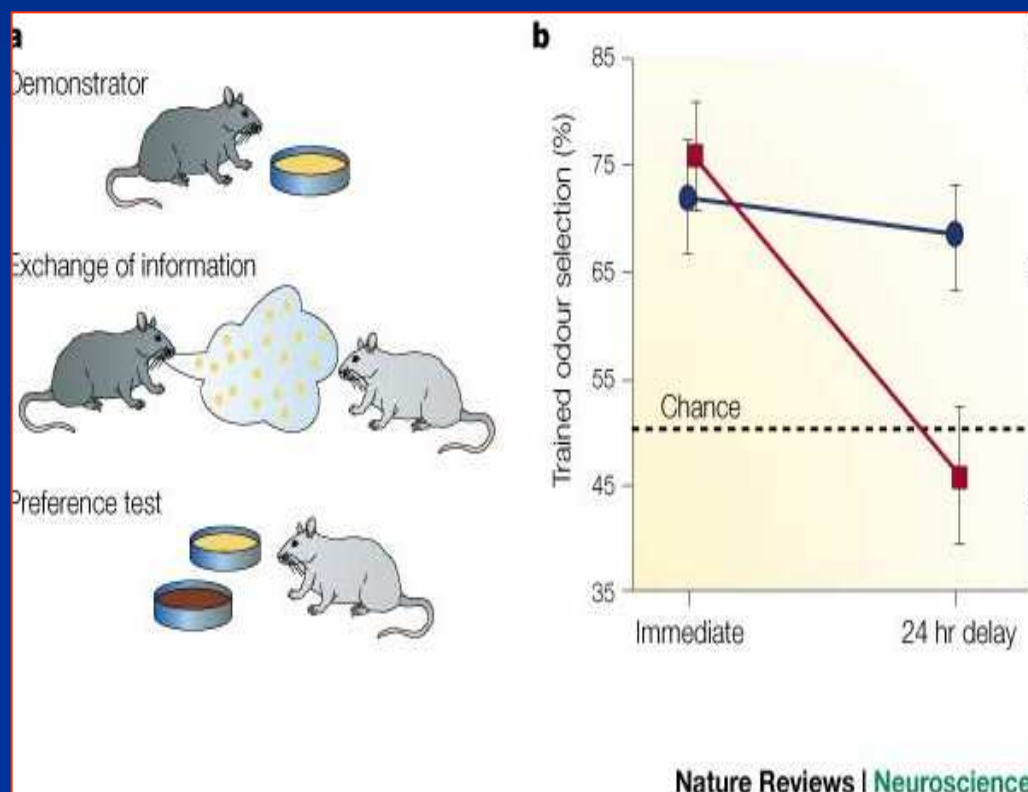 a
Demonstrator
Exchange of information
Preference test
b
Trained odour selection (%)
85
75
65
55
45
35
Chance
Immediate
24 hr delay
Nature Reviews | Neuroscience